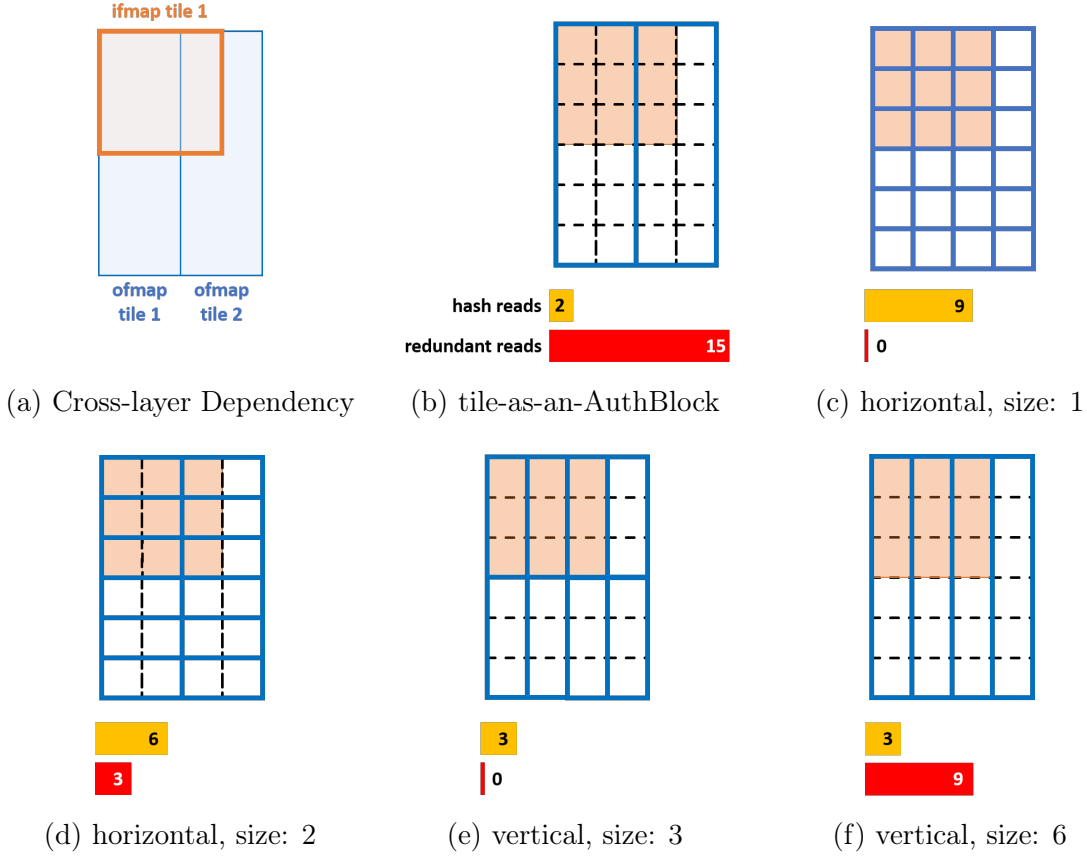 ifmap tile 1
ofmap
tile 1
ofmap
tile 2
(a) Cross-layer Dependency
hash reads 2
redundant reads 15
(b) tile-as-an-AuthBlock
9
0
(c) horizontal, size: 1
6
3
(d) horizontal, size: 2
3
0
(e) vertical, size: 3
3
9
(f) vertical, size: 6